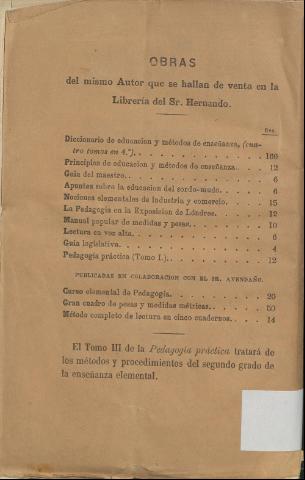 OBRAS
del mismo Autor que se hallan de venta en la
Librería del Sr. Hernando.
Rvn.
Diccionario de educacion y métodos de enseñanza, (cua-
tro tomos en 4.º). . . . . . . . . . . . . 160
Principios de educacion y métodos de enseñanza. . . . 12
Guia del maestro. . . . . . . . . . . . . . 6
Apuntes sobre la educacion del sordo-mudo. . . . . 6
Nociones elementales de Industria y comercio. . . . 15
La Pedagogía en la Exposicion de Lóndres. . . . . 12
Manual popular de medidas y pesas. . . . . . . 10
Lectura en voz alta. . . . . . . . . . . . . 6
Guía legislativa. . . . . . . . . . . . . . 4
Pedagogía práctica (Tomo I.). . . . . . . . . 12
PUBLICADAS EN COLABORACION CON EL SR. AVENDAÑO.
Curso elemental de Pedagogía. . . . . . . . . 20
Gran cuadro de pesas y medidas métricas. . . . . 50
Método completo de lectura en cinco cuadernos. . . . 14
El Tomo III de la Pedagogía práctica tratará de
los métodos y procedimientos del segundo grado de
la enseñanza elemental.